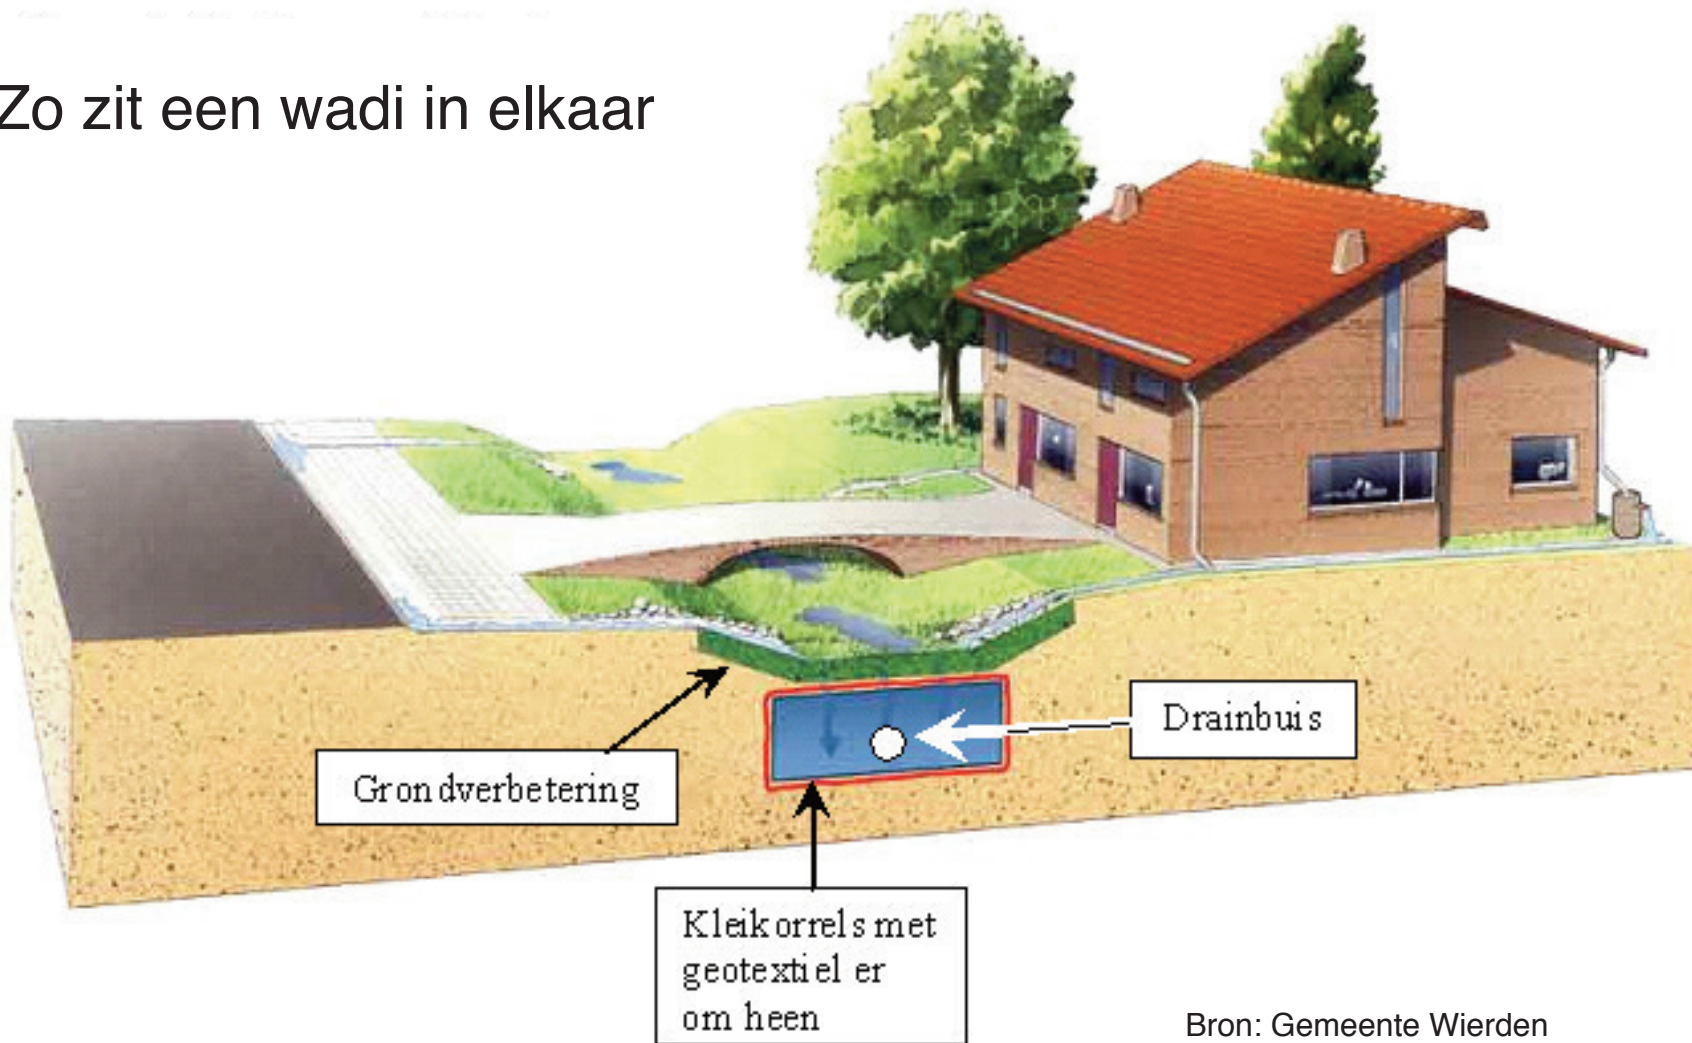 Zo zit een wadi in elkaar
Drainbuis
Grondverbetering
Kleikorrels met
geotextiel er
om heen
Bron: Gemeente Wierden